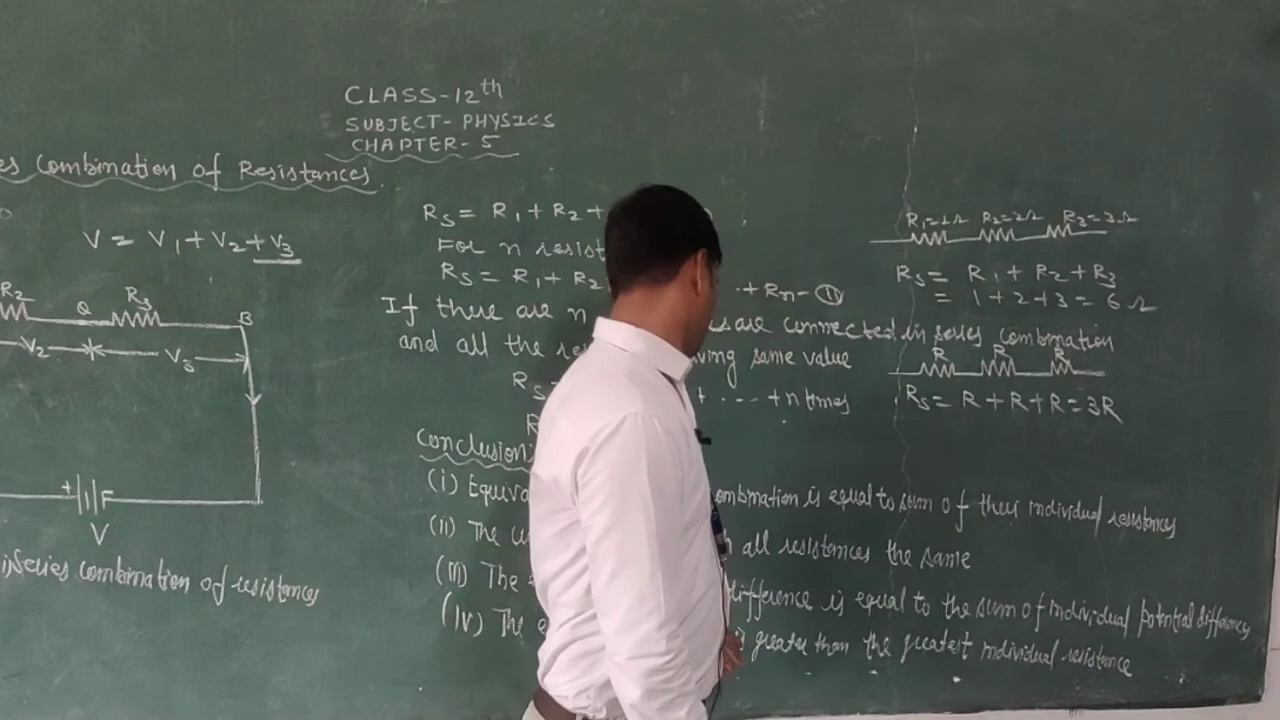 CLASS-12th
SUBJECT- PHYSICS
CHAPTER- 5
es Combination of Resistances
V = V1 + V2 + V3
R2 Q R3 B
V2 V3
+
V
Series combination of resistances
RS = R1 + R2 +
For n resist
RS = R1 + R2 + Rn - (II)
If there are n are connected in series combination
and all the re ving same value
RS + --- + n times
R
Conclusion:
(i) Equiva ombination is equal to sum of their individual resistances
(ii) The cu all resistances the same
(iii) The difference is equal to the sum of individual potential differences
(iv) The e is greater than the greatest individual resistance
R1=1Ω R2=2Ω R3=3Ω
RS = R1 + R2 + R3
= 1 + 2 + 3 = 6 Ω
R R R
RS = R + R + R = 3R